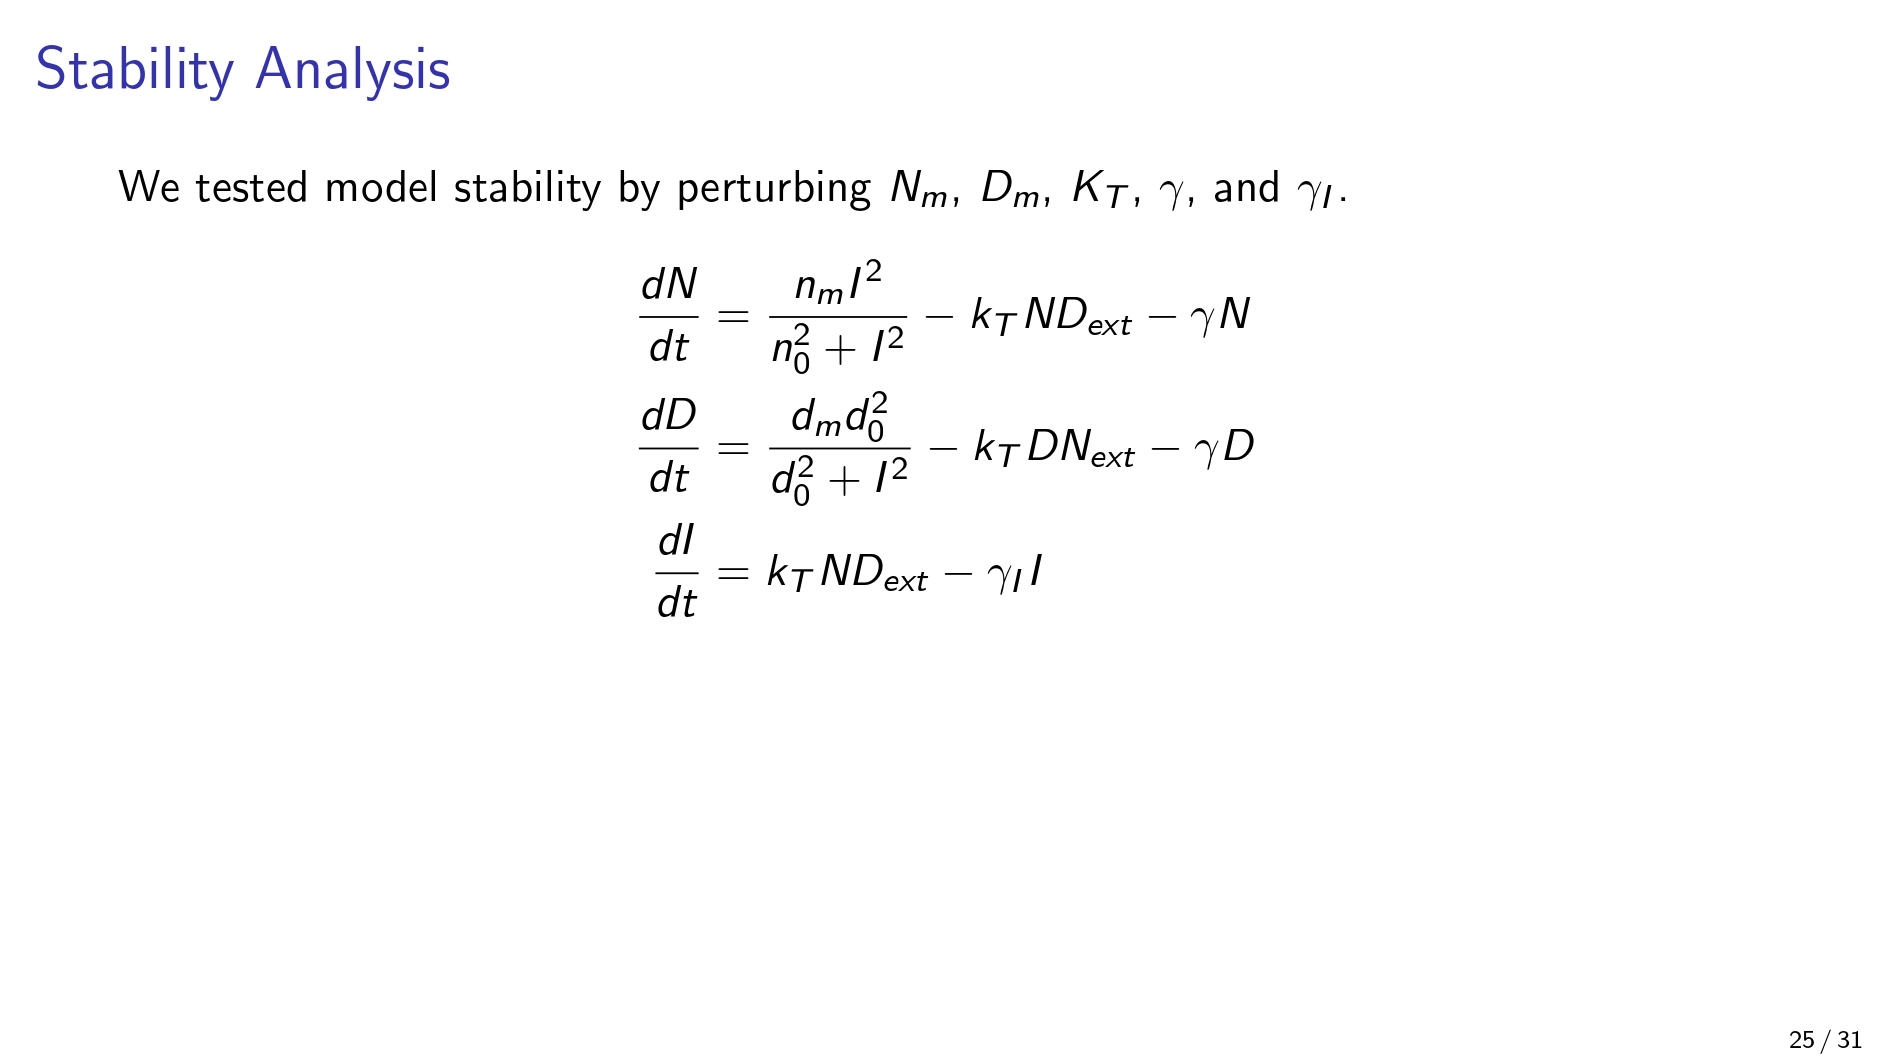 Stability Analysis
We tested model stability by perturbing $N_m$, $D_m$, $K_T$, $\gamma$, and $\gamma_I$.
$\frac{dN}{dt} = \frac{n_m I^2}{n_0^2 + I^2} - k_T N D_{ext} - \gamma N$
$\frac{dD}{dt} = \frac{d_m d_0^2}{d_0^2 + I^2} - k_T D N_{ext} - \gamma D$
$\frac{dI}{dt} = k_T N D_{ext} - \gamma_I I$
25 / 31